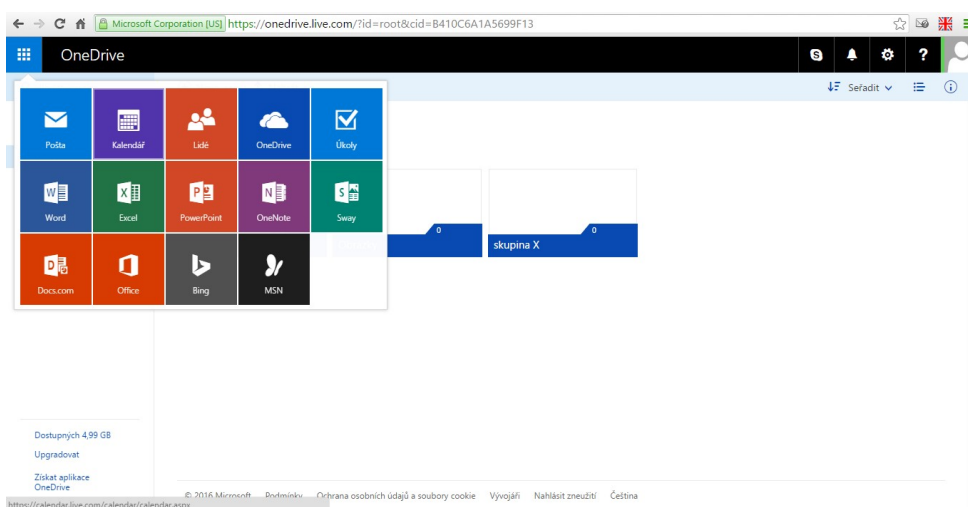 Microsoft Corporation [US] https://onedrive.live.com/?id=root&cid=B410C6A1A5699F13
OneDrive
Seřadit
Pošta Kalendář Lidé OneDrive Úkoly
Word Excel PowerPoint OneNote Sway
0 0
skupina X
Docs.com Office Bing MSN
Dostupných 4,99 GB
Upgradovat
Získat aplikace
OneDrive
© 2016 Microsoft Podmínky Ochrana osobních údajů a soubory cookie Vývojáři Nahlásit zneužití Čeština
https://calendar.live.com/calendar/calendar.aspx